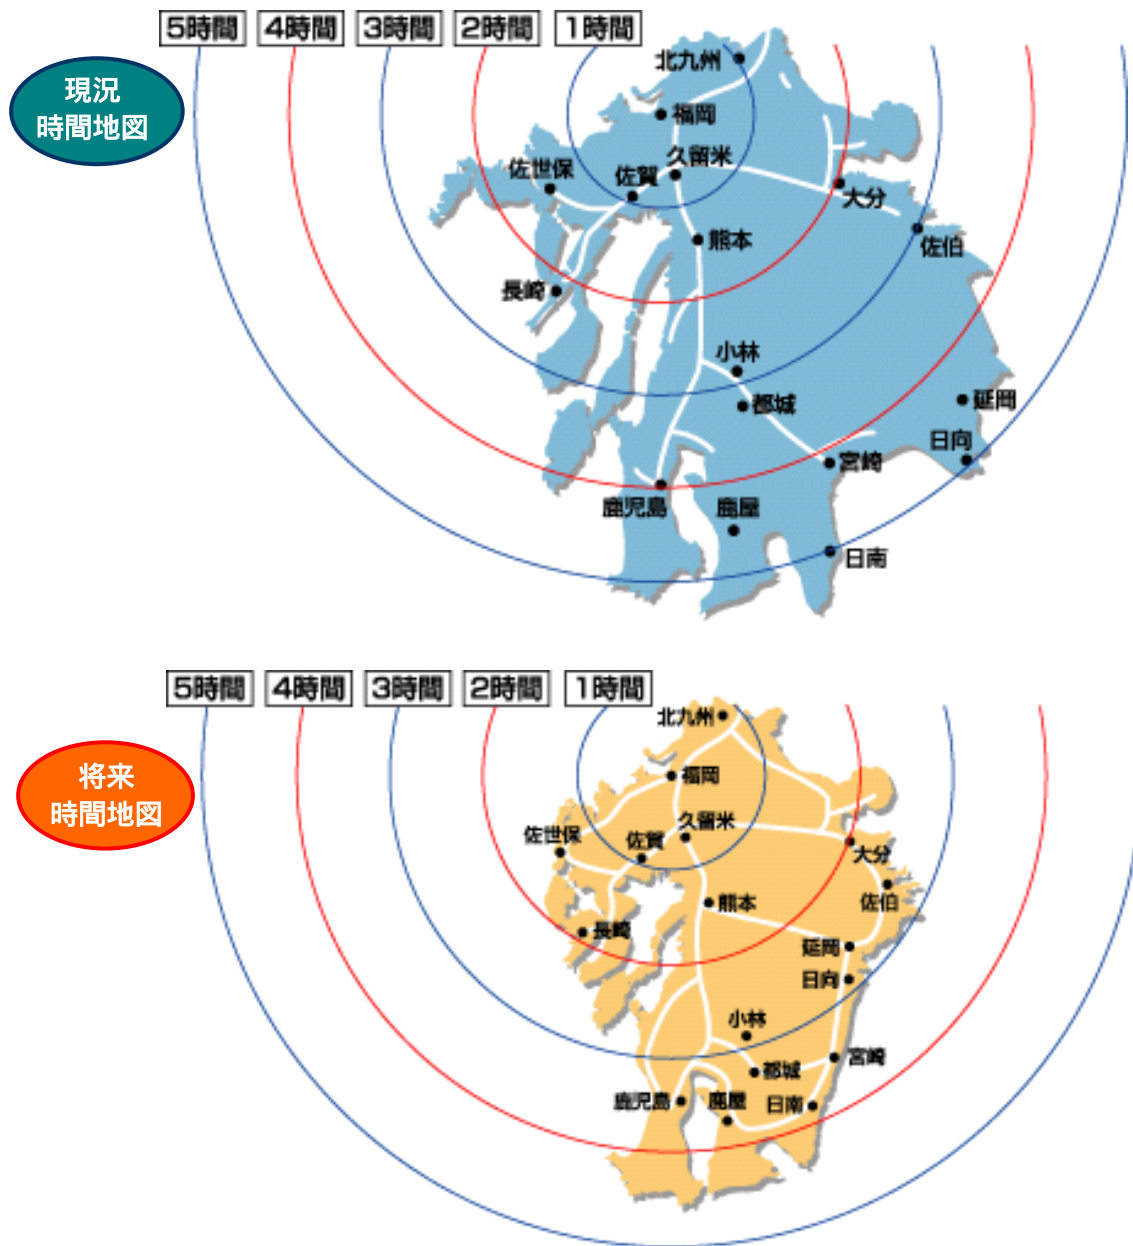 5時間 4時間 3時間 2時間 1時間
現況
時間地図
北九州
福岡
久留米
佐世保
佐賀
大分
佐伯
熊本
長崎
小林
都城
延岡
日向
宮崎
鹿児島
鹿屋
日南
5時間 4時間 3時間 2時間 1時間
将来
時間地図
北九州
福岡
久留米
佐世保
佐賀
大分
佐伯
熊本
長崎
延岡
日向
小林
宮崎
都城
鹿児島
鹿屋
日南